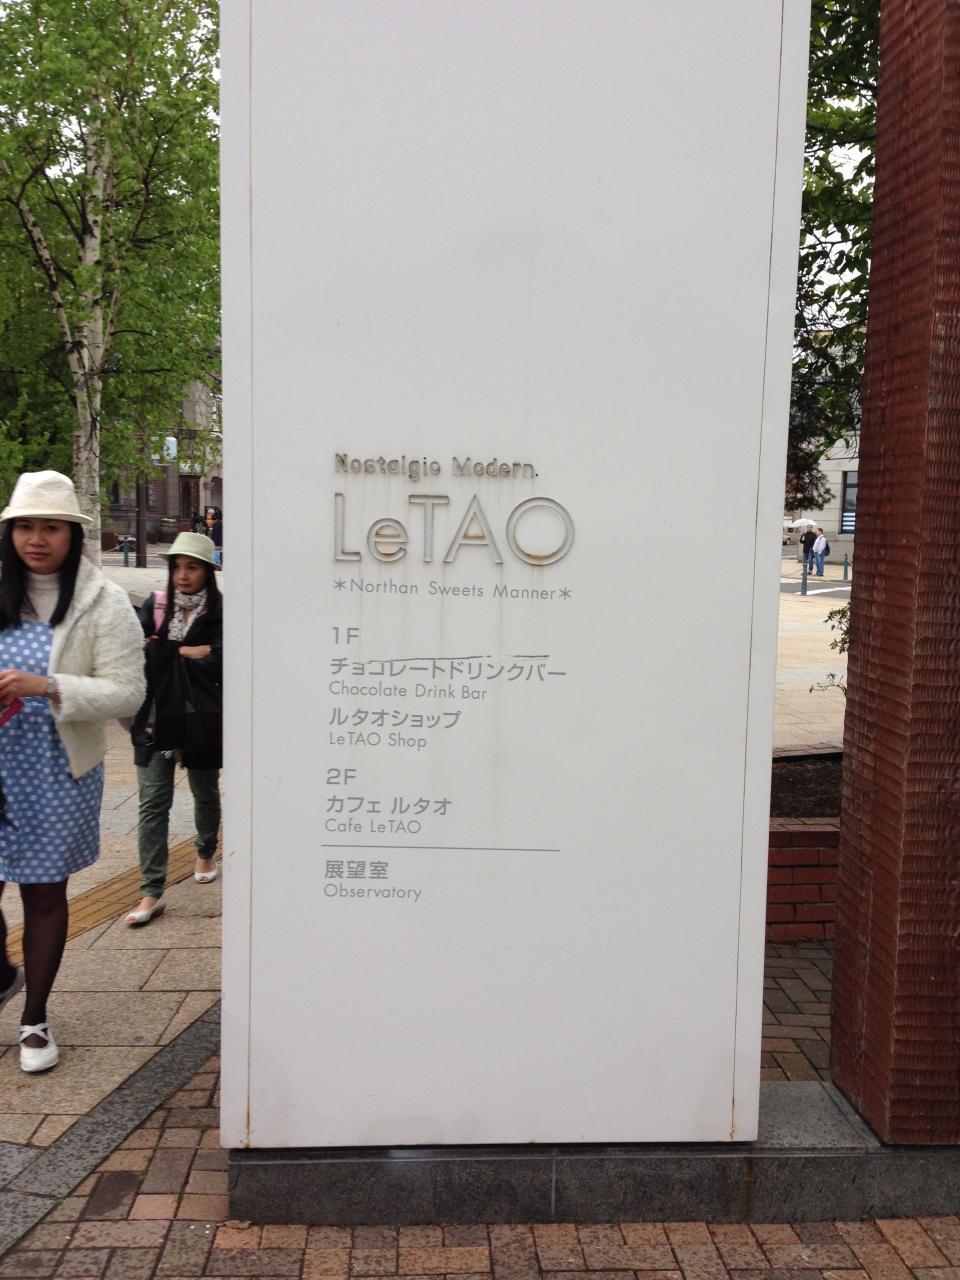 Nostalgic Modern.
LeTAO
*Northan Sweets Manner*
1F
チョコレートドリンクバー
Chocolate Drink Bar
ルタオショップ
LeTAO Shop
2F
カフェ ルタオ
Cafe LeTAO
展望室
Observatory